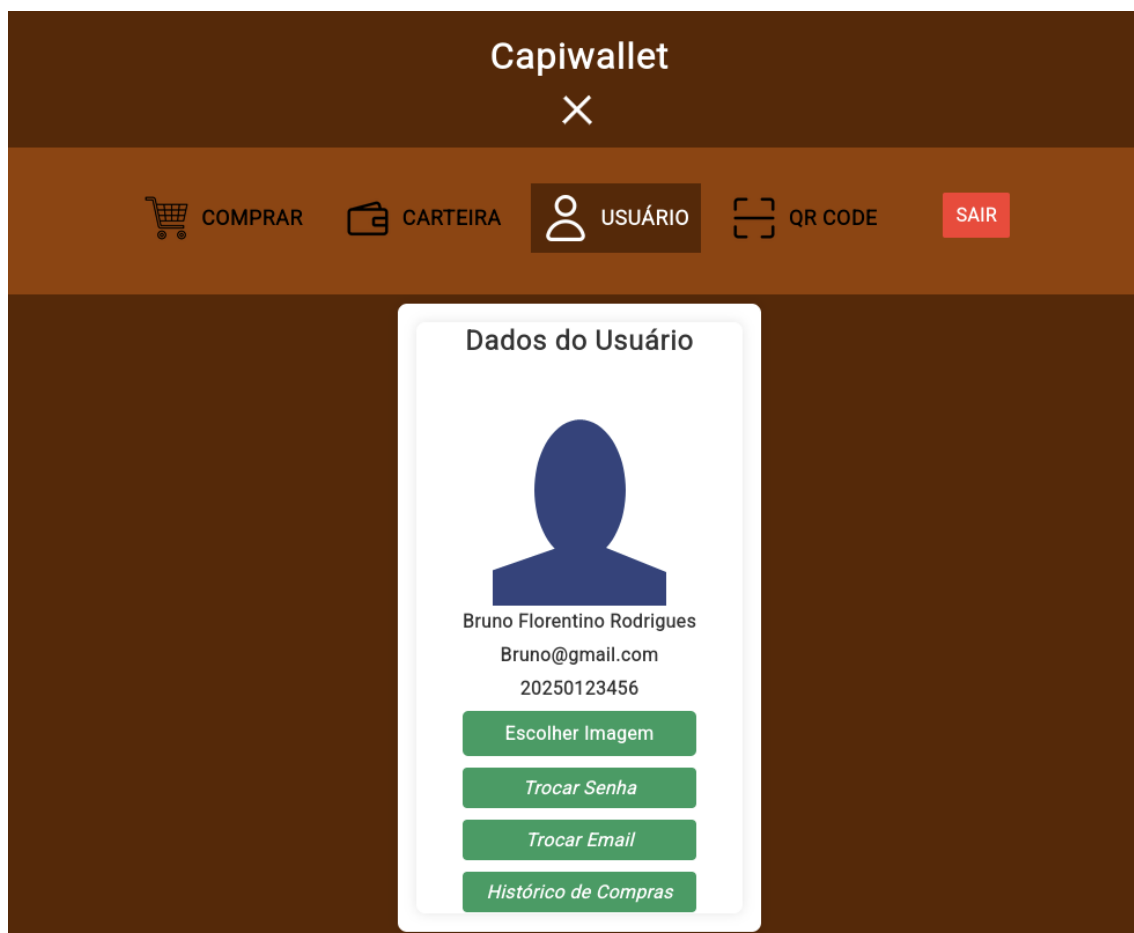 Capiwallet
COMPRAR CARTEIRA USUÁRIO QR CODE SAIR
Dados do Usuário
Bruno Florentino Rodrigues
Bruno@gmail.com
20250123456
Escolher Imagem
Trocar Senha
Trocar Email
Histórico de Compras